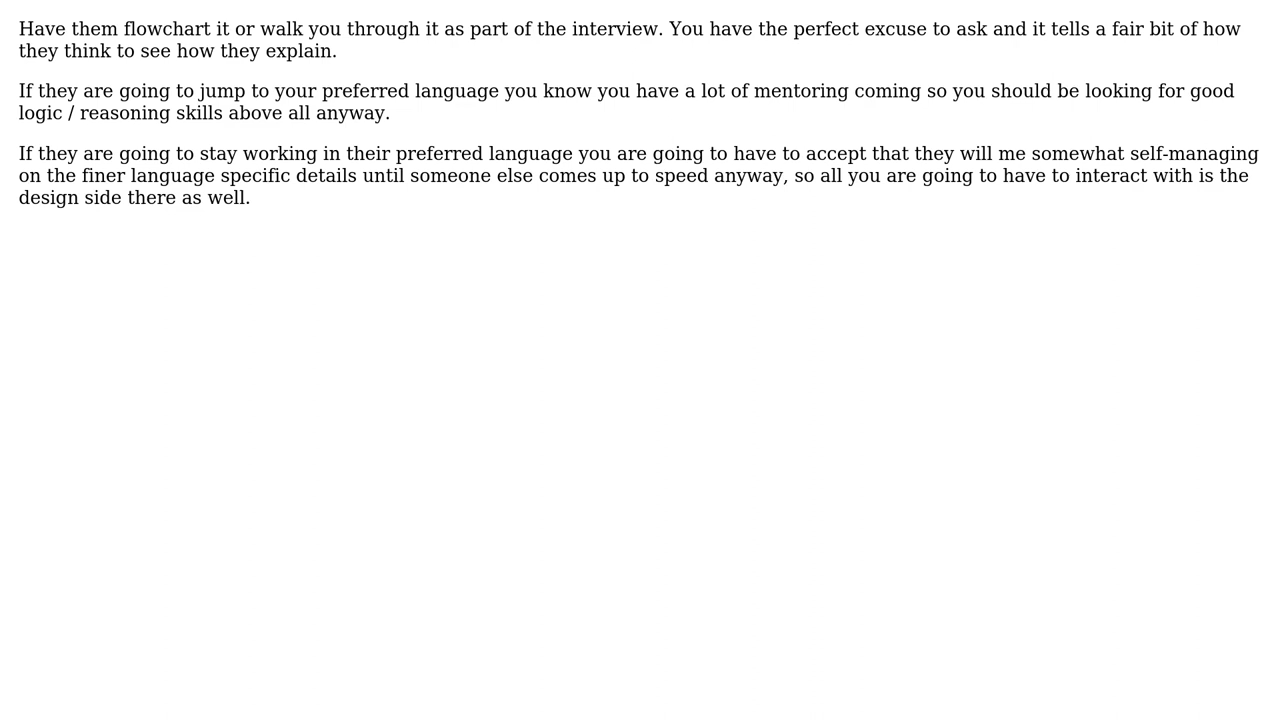 Have them flowchart it or walk you through it as part of the interview. You have the perfect excuse to ask and it tells a fair bit of how
they think to see how they explain.
If they are going to jump to your preferred language you know you have a lot of mentoring coming so you should be looking for good
logic / reasoning skills above all anyway.
If they are going to stay working in their preferred language you are going to have to accept that they will me somewhat self-managing
on the finer language specific details until someone else comes up to speed anyway, so all you are going to have to interact with is the
design side there as well.